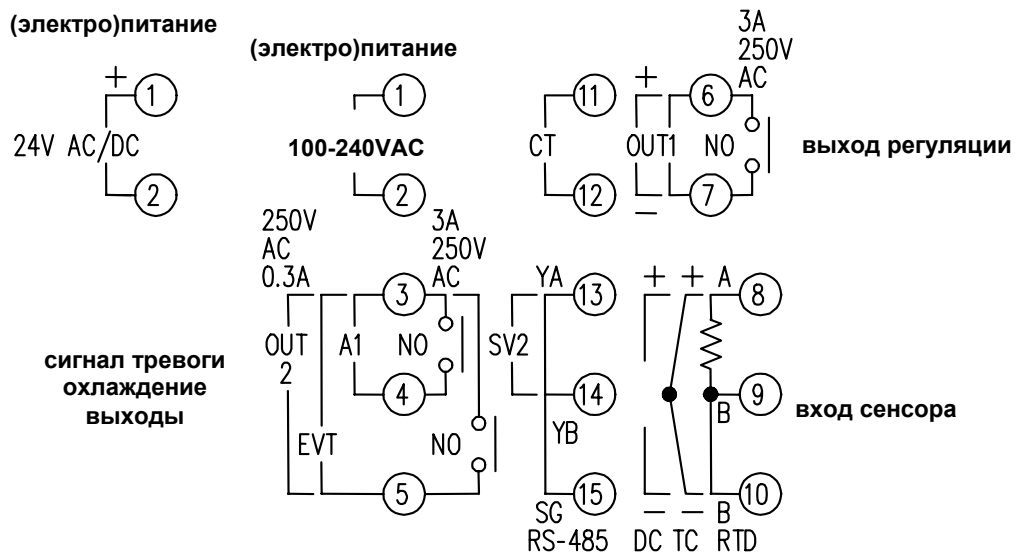 (электро)питание
+
1
24V AC/DC
2
(электро)питание
1
100-240VAC
2
11
CT
12
+
OUT1
—
6
NO
7
3A
250V
AC
выход регуляции
250V
AC
0.3A
3A
250V
AC
3
OUT
2
A1
NO
4
EVT
NO
5
сигнал тревоги
охлаждение
выходы
YA
13
SV2
14
YB
15
SG
RS-485
+ + A
8
9
B
10
— — B
DC TC RTD
вход сенсора